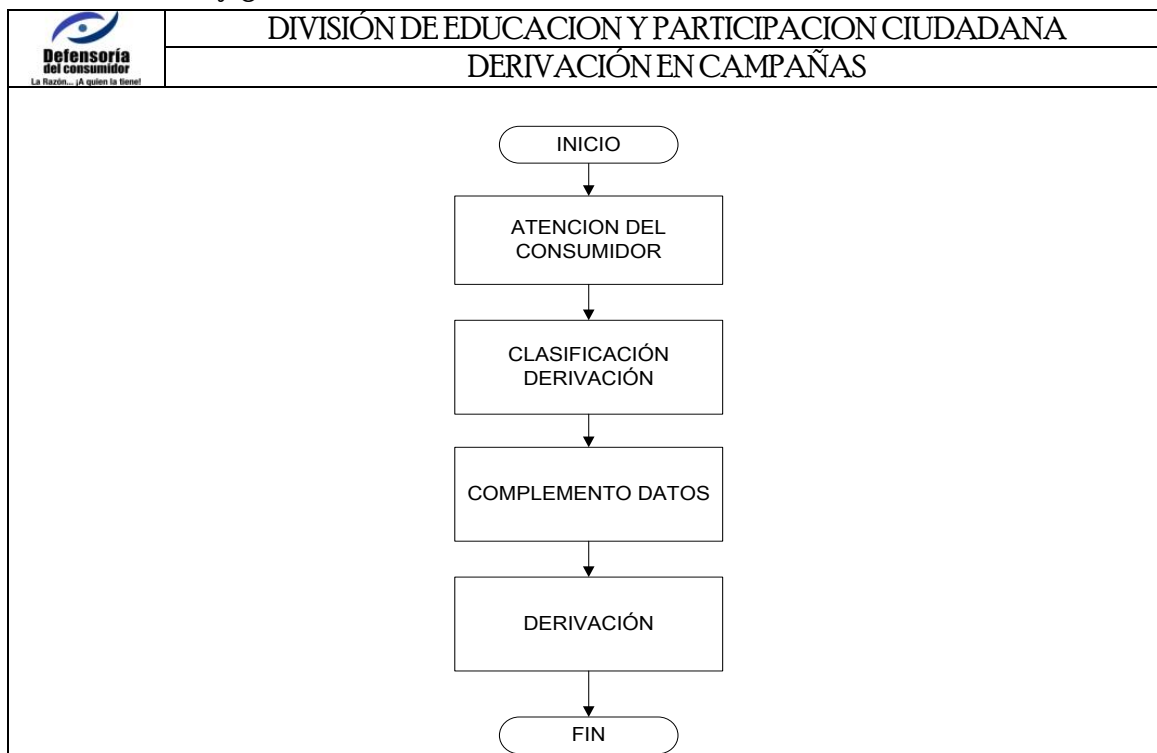 DIVISIÓN DE EDUCACION Y PARTICIPACION CIUDADANA
Defensoría
del consumidor
La Razón... ¡A quien la tiene!
DERIVACIÓN EN CAMPAÑAS
INICIO
ATENCION DEL
CONSUMIDOR
CLASIFICACIÓN
DERIVACIÓN
COMPLEMENTO DATOS
DERIVACIÓN
FIN